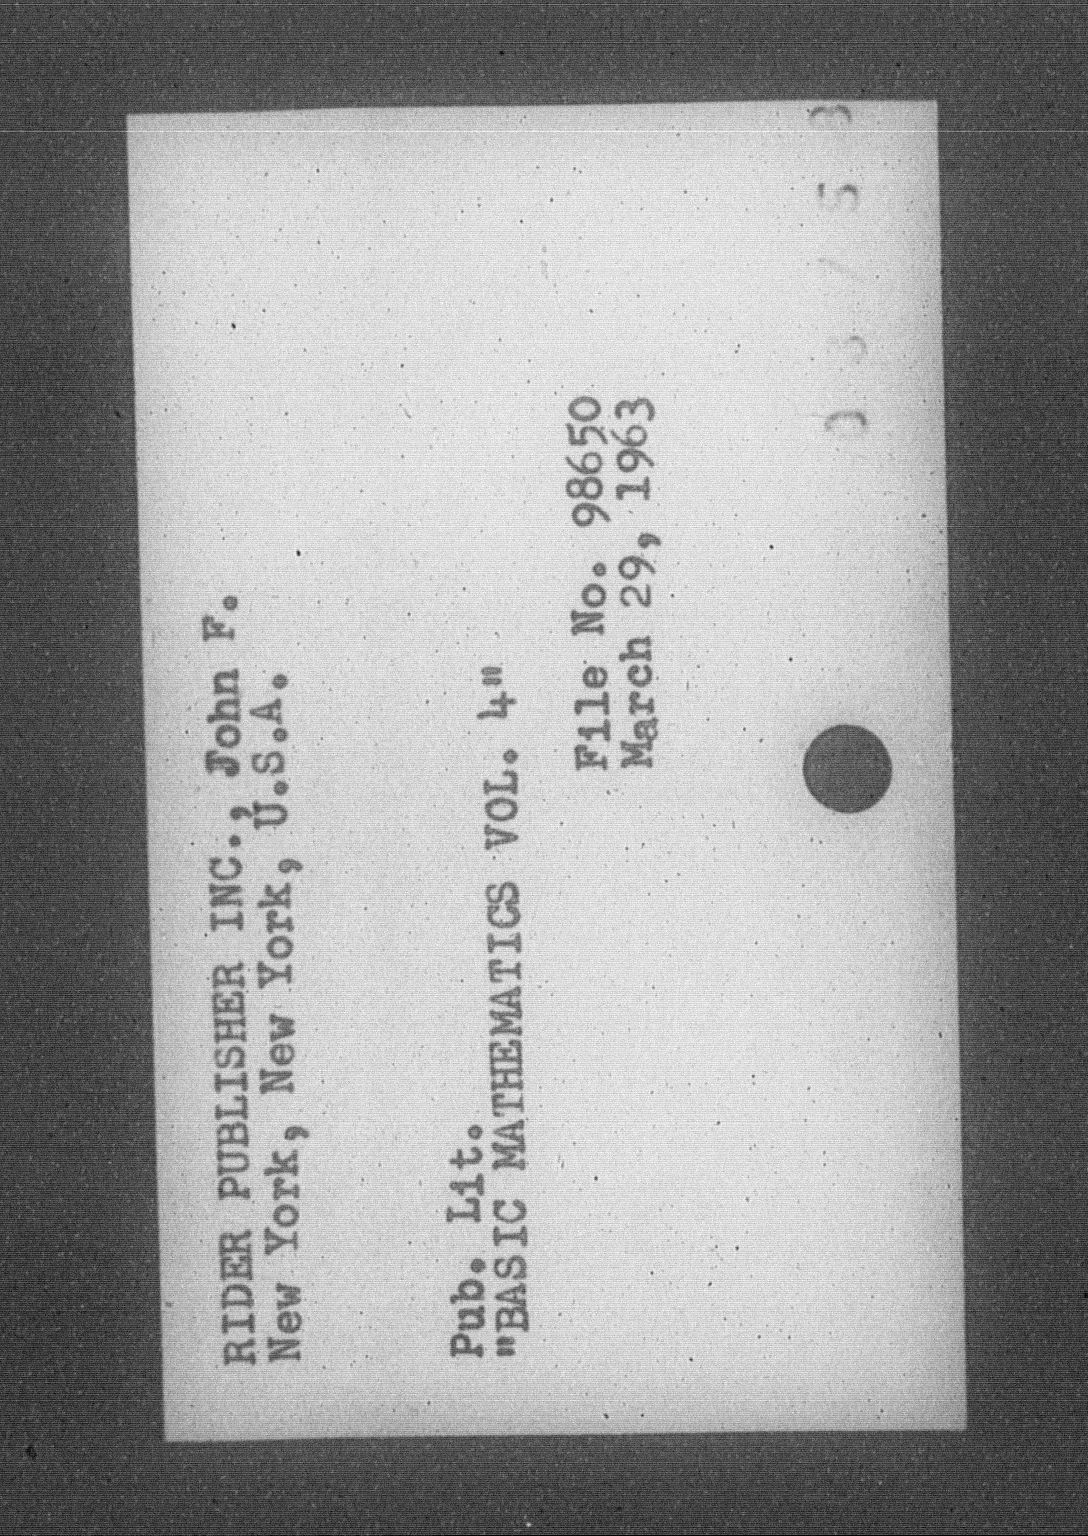 RIDER PUBLISHER INC., John F.
New York, New York, U.S.A.
Pub. Lit.
"BASIC MATHEMATICS VOL. 4"
File No. 98650
March 29, 1963